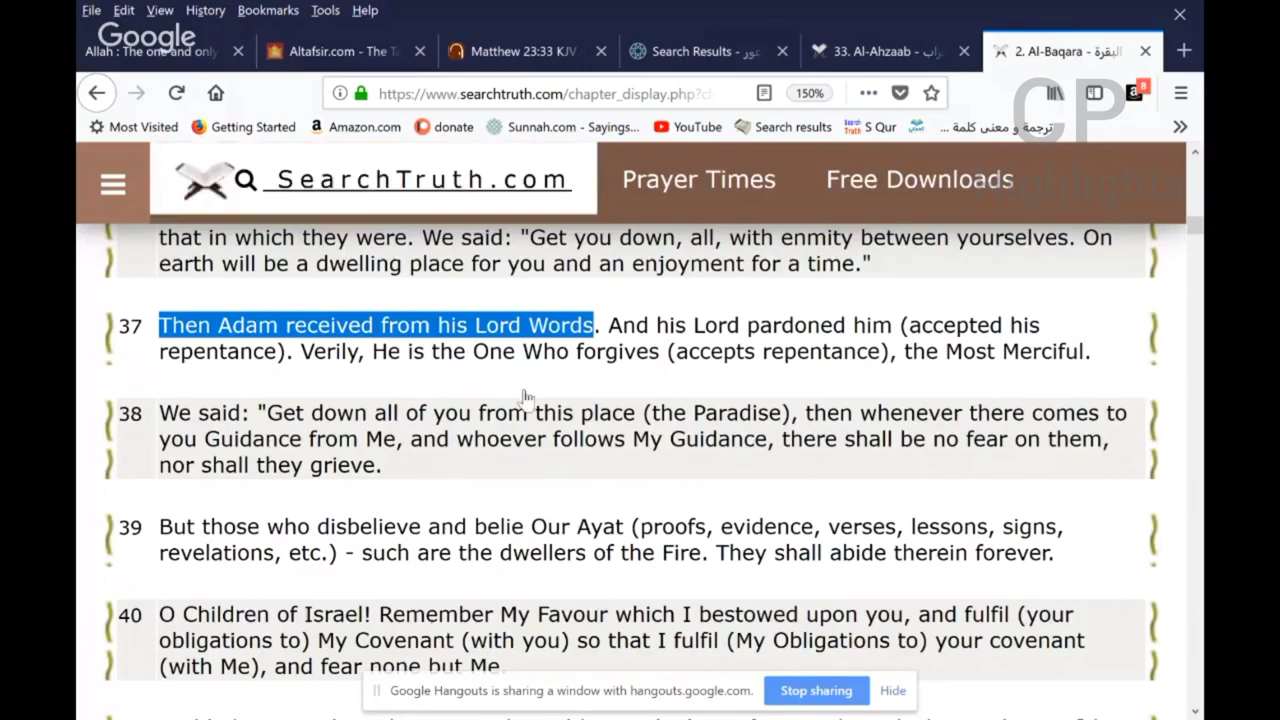 File Edit View History Bookmarks Tools Help
Google
Allah : The one and only
Altafsir.com - The Ta
Matthew 23:33 KJV
Search Results - عور
33. Al-Ahzaab - راب
2. Al-Baqara - البقرة
https://www.searchtruth.com/chapter_display.php?ch
150%
8
Most Visited Getting Started Amazon.com donate Sunnah.com - Sayings... YouTube Search results S Qur ترجمة و معنى كلمة ...
CP
Highlights
SearchTruth.com Prayer Times Free Downloads
that in which they were. We said: "Get you down, all, with enmity between yourselves. On
earth will be a dwelling place for you and an enjoyment for a time."
37 Then Adam received from his Lord Words. And his Lord pardoned him (accepted his
repentance). Verily, He is the One Who forgives (accepts repentance), the Most Merciful.
38 We said: "Get down all of you from this place (the Paradise), then whenever there comes to
you Guidance from Me, and whoever follows My Guidance, there shall be no fear on them,
nor shall they grieve.
39 But those who disbelieve and belie Our Ayat (proofs, evidence, verses, lessons, signs,
revelations, etc.) - such are the dwellers of the Fire. They shall abide therein forever.
40 O Children of Israel! Remember My Favour which I bestowed upon you, and fulfil (your
obligations to) My Covenant (with you) so that I fulfil (My Obligations to) your covenant
(with Me), and fear none but Me.
Google Hangouts is sharing a window with hangouts.google.com. Stop sharing Hide